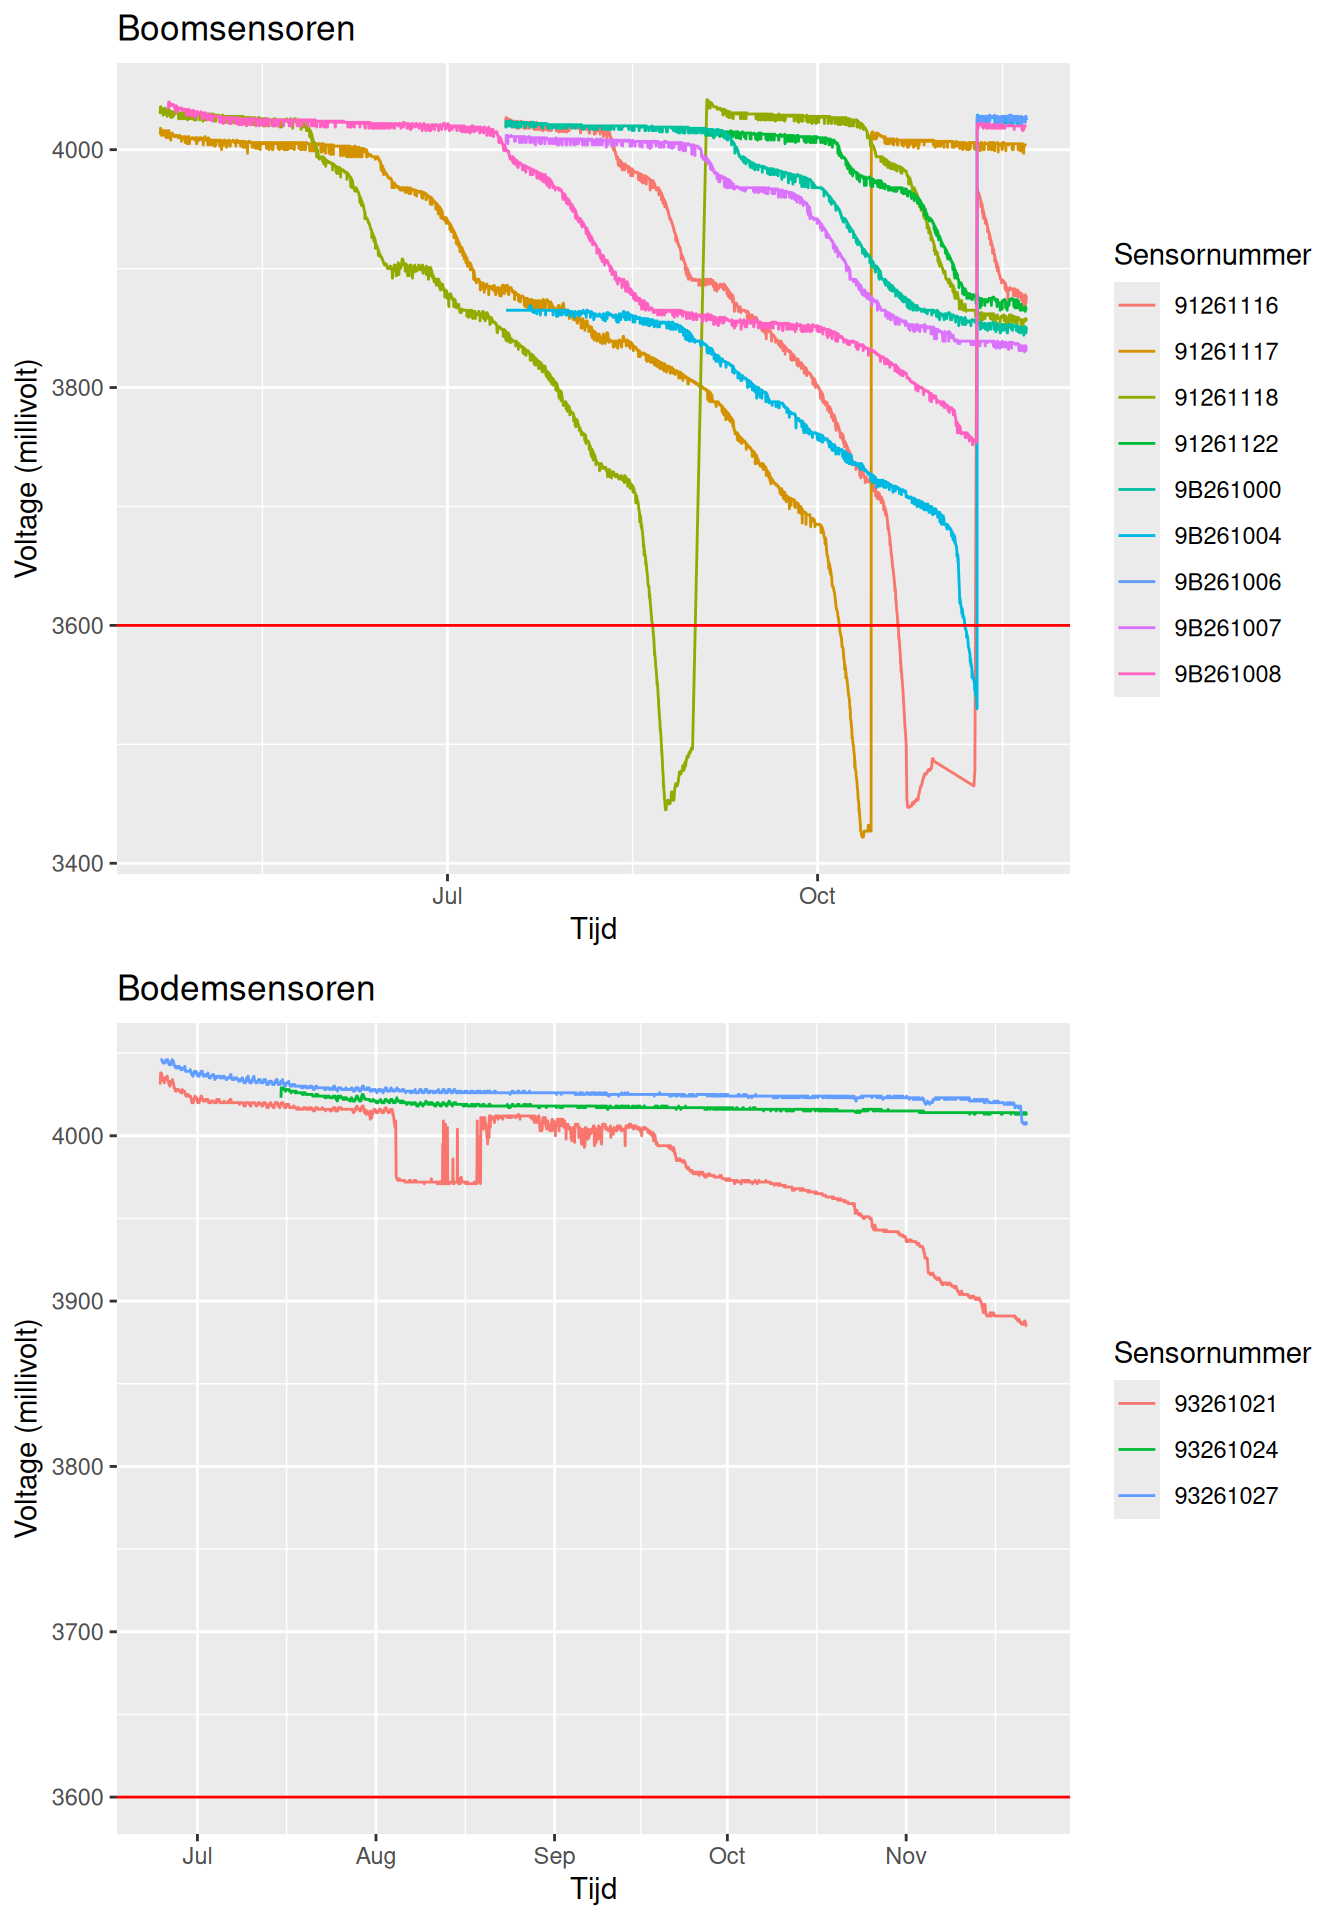 Boomsensoren
Voltage (millivolt)
4000
3800
3600
3400
Jul
Oct
Tijd
Sensornummer
91261116
91261117
91261118
91261122
9B261000
9B261004
9B261006
9B261007
9B261008
Bodemsensoren
Voltage (millivolt)
4000
3900
3800
3700
3600
Jul
Aug
Sep
Oct
Nov
Tijd
Sensornummer
93261021
93261024
93261027